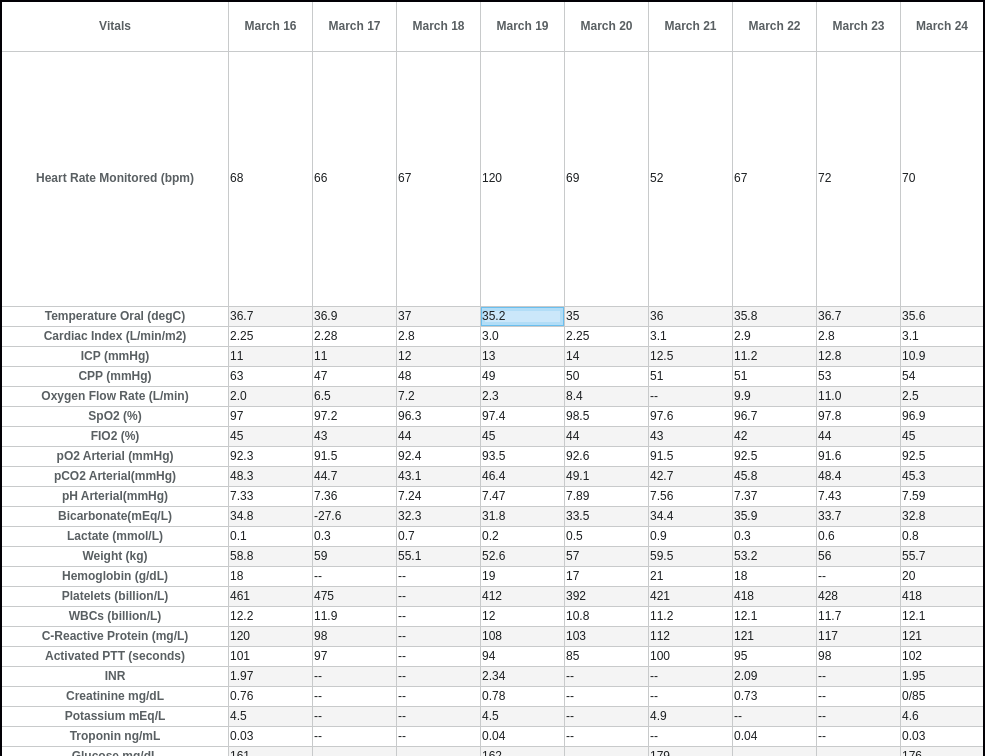 Vitals March 16 March 17 March 18 March 19 March 20 March 21 March 22 March 23 March 24
Heart Rate Monitored (bpm) 68 66 67 120 69 52 67 72 70
Temperature Oral (degC) 36.7 36.9 37 35.2 35 36 35.8 36.7 35.6
Cardiac Index (L/min/m2) 2.25 2.28 2.8 3.0 2.25 3.1 2.9 2.8 3.1
ICP (mmHg) 11 11 12 13 14 12.5 11.2 12.8 10.9
CPP (mmHg) 63 47 48 49 50 51 51 53 54
Oxygen Flow Rate (L/min) 2.0 6.5 7.2 2.3 8.4 -- 9.9 11.0 2.5
SpO2 (%) 97 97.2 96.3 97.4 98.5 97.6 96.7 97.8 96.9
FIO2 (%) 45 43 44 45 44 43 42 44 45
pO2 Arterial (mmHg) 92.3 91.5 92.4 93.5 92.6 91.5 92.5 91.6 92.5
pCO2 Arterial(mmHg) 48.3 44.7 43.1 46.4 49.1 42.7 45.8 48.4 45.3
pH Arterial(mmHg) 7.33 7.36 7.24 7.47 7.89 7.56 7.37 7.43 7.59
Bicarbonate(mEq/L) 34.8 -27.6 32.3 31.8 33.5 34.4 35.9 33.7 32.8
Lactate (mmol/L) 0.1 0.3 0.7 0.2 0.5 0.9 0.3 0.6 0.8
Weight (kg) 58.8 59 55.1 52.6 57 59.5 53.2 56 55.7
Hemoglobin (g/dL) 18 -- -- 19 17 21 18 -- 20
Platelets (billion/L) 461 475 -- 412 392 421 418 428 418
WBCs (billion/L) 12.2 11.9 -- 12 10.8 11.2 12.1 11.7 12.1
C-Reactive Protein (mg/L) 120 98 -- 108 103 112 121 117 121
Activated PTT (seconds) 101 97 -- 94 85 100 95 98 102
INR 1.97 -- -- 2.34 -- -- 2.09 -- 1.95
Creatinine mg/dL 0.76 -- -- 0.78 -- -- 0.73 -- 0/85
Potassium mEq/L 4.5 -- -- 4.5 -- 4.9 -- -- 4.6
Troponin ng/mL 0.03 -- -- 0.04 -- -- 0.04 -- 0.03
Glucose mg/dL 161 162 179 176